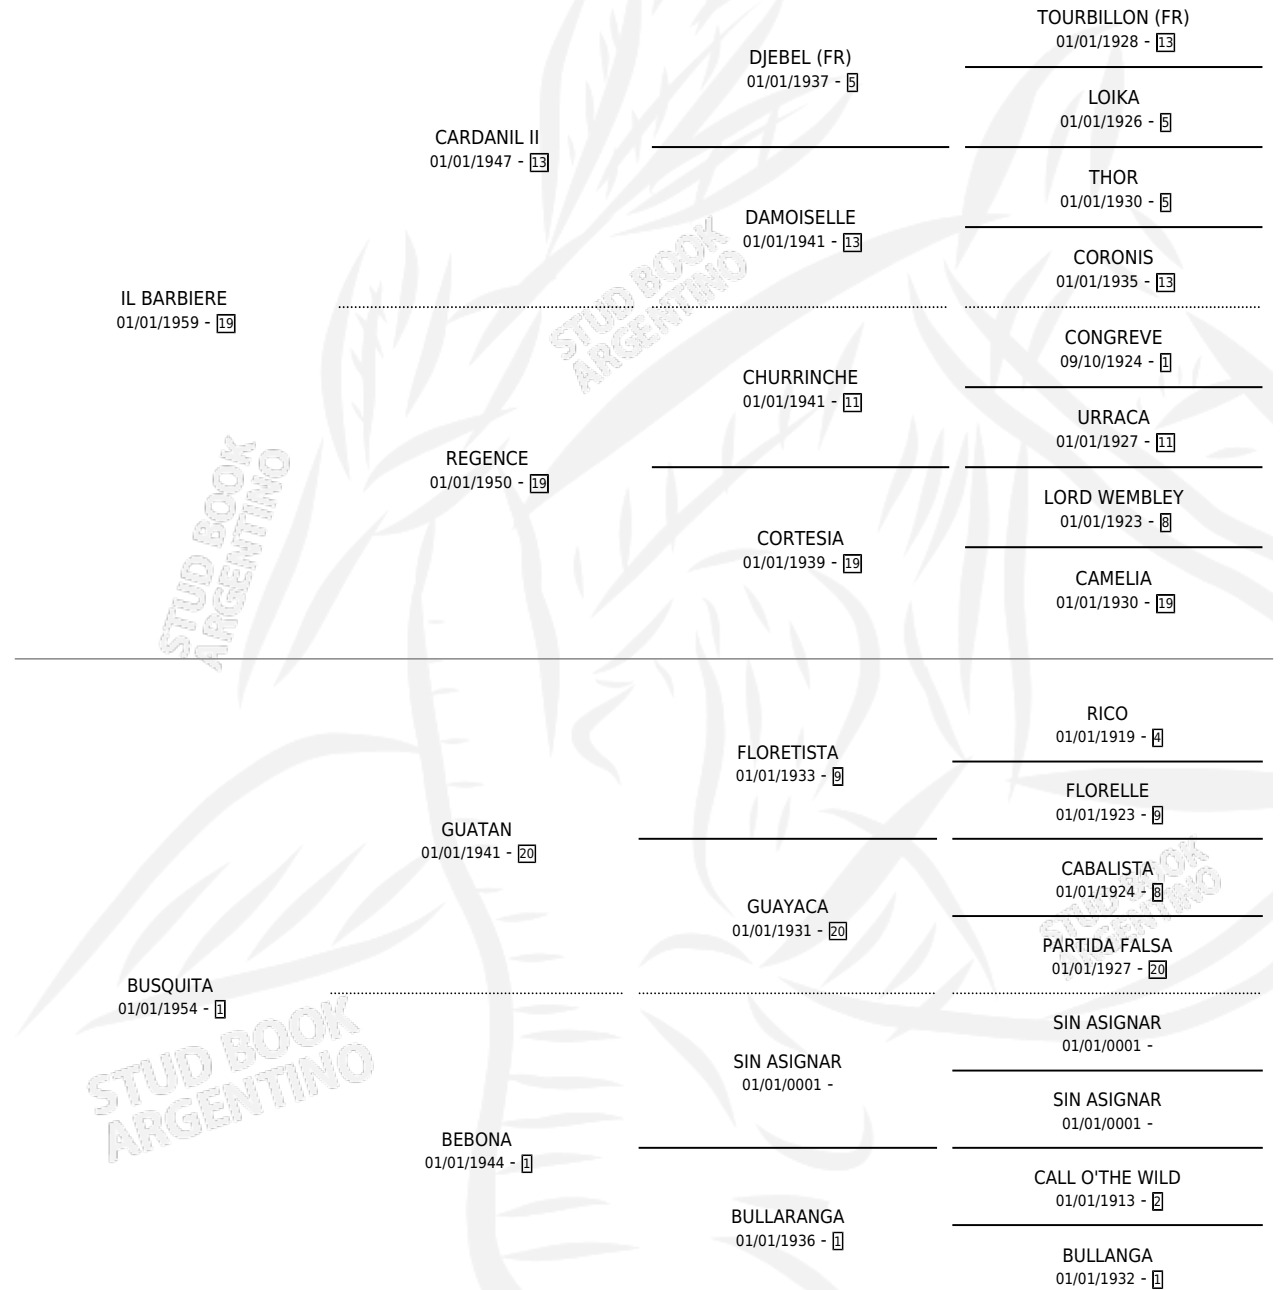 TOURBILLON (FR)
01/01/1928 - 13
DJEBEL (FR)
01/01/1937 - 5
LOIKA
01/01/1926 - 5
CARDANIL II
01/01/1947 - 13
THOR
01/01/1930 - 5
DAMOISELLE
01/01/1941 - 13
CORONIS
01/01/1935 - 13
IL BARBIERE
01/01/1959 - 19
CONGREVE
09/10/1924 - 1
CHURRINCHE
01/01/1941 - 11
URRACA
01/01/1927 - 11
REGENCE
01/01/1950 - 19
LORD WEMBLEY
01/01/1923 - 8
CORTESIA
01/01/1939 - 19
CAMELIA
01/01/1930 - 19
RICO
01/01/1919 - 4
FLORETISTA
01/01/1933 - 9
FLORELLE
01/01/1923 - 9
GUATAN
01/01/1941 - 20
CABALISTA
01/01/1924 - 8
GUAYACA
01/01/1931 - 20
PARTIDA FALSA
01/01/1927 - 20
BUSQUITA
01/01/1954 - 1
SIN ASIGNAR
01/01/0001 -
SIN ASIGNAR
01/01/0001 -
SIN ASIGNAR
01/01/0001 -
BEBONA
01/01/1944 - 1
CALL O'THE WILD
01/01/1913 - 2
BULLARANGA
01/01/1936 - 1
BULLANGA
01/01/1932 - 1
STUD BOOK
ARGENTINO
STUD BOOK
ARGENTINO
STUD BOOK
ARGENTINO
STUD BOOK
ARGENTINO